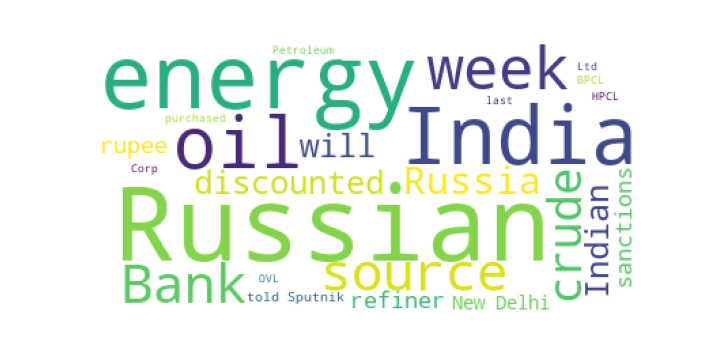 Petroleum
energy
week
Ltd
BPCL
HPCL
last
purchased
oil
India
rupee
will
Corp
discounted
Russia
crude
Indian
sanctions
Russian
Bank
source
OVL
told Sputnik
refiner
New Delhi